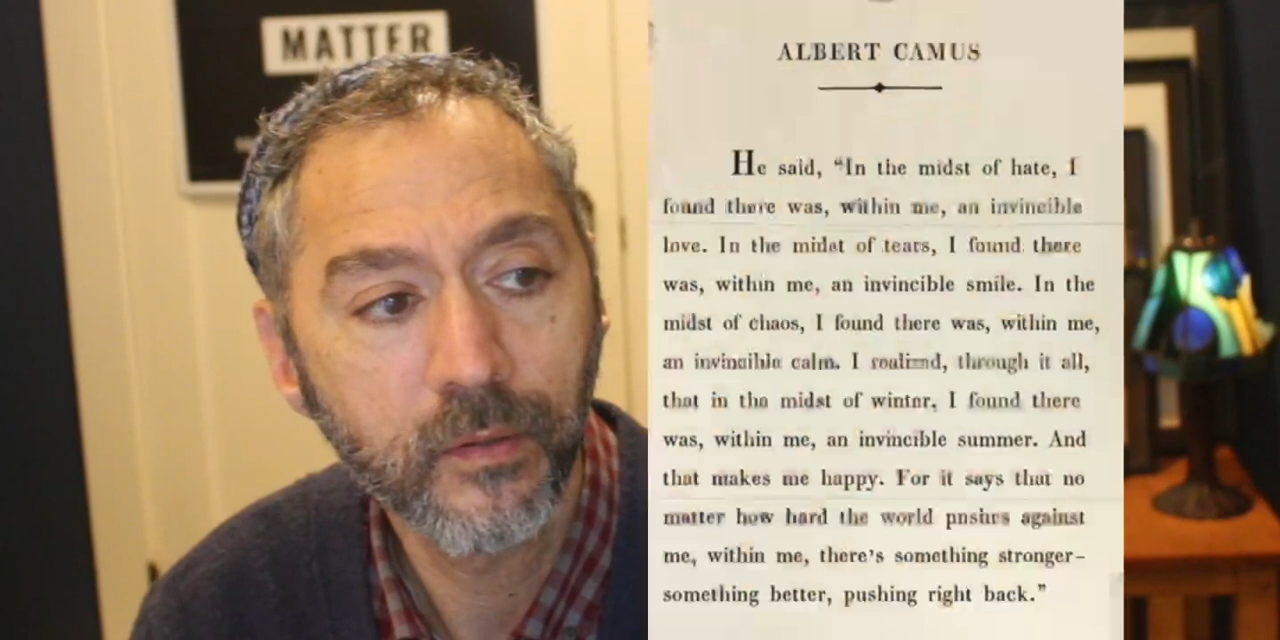 MATTER
ALBERT CAMUS
He said, “In the midst of hate, I
found there was, within me, an invincible
love. In the midst of tears, I found there
was, within me, an invincible smile. In the
midst of chaos, I found there was, within me,
an invincible calm. I realized, through it all,
that in the midst of winter, I found there
was, within me, an invincible summer. And
that makes me happy. For it says that no
matter how hard the world pushes against
me, within me, there’s something stronger–
something better, pushing right back.”